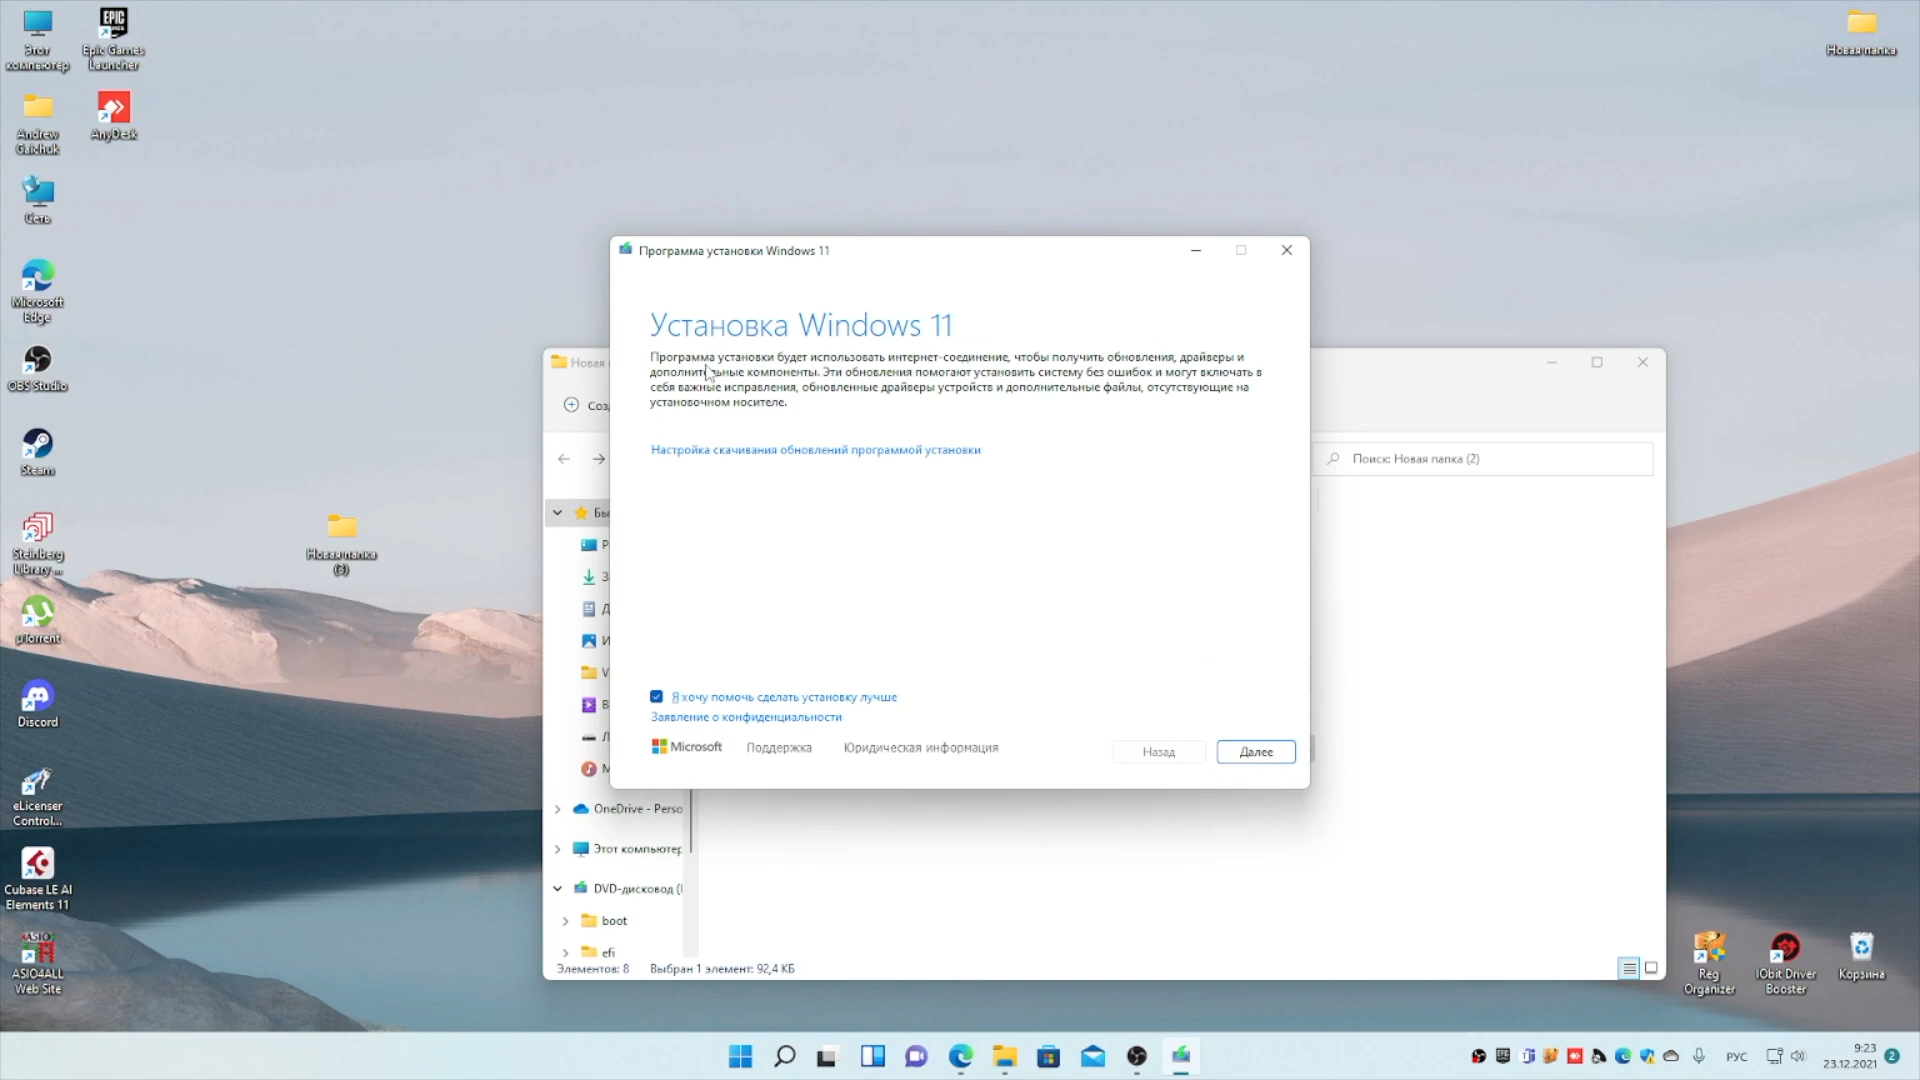 Этот
компьютер
Epic Games
Launcher
Новая папка
Andrew
Gaichuk
AnyDesk
Сеть
Microsoft
Edge
OBS Studio
Steam
Steinberg
Library ...
Новая папка
(3)
µTorrent
Discord
eLicenser
Control...
Cubase LE AI
Elements 11
ASIO4ALL
Web Site
Программа установки Windows 11
Установка Windows 11
Программа установки будет использовать интернет-соединение, чтобы получить обновления, драйверы и
дополнительные компоненты. Эти обновления помогают установить систему без ошибок и могут включать в
себя важные исправления, обновленные драйверы устройств и дополнительные файлы, отсутствующие на
установочном носителе.
Настройка скачивания обновлений программой установки
Я хочу помочь сделать установку лучше
Заявление о конфиденциальности
Microsoft Поддержка Юридическая информация Назад Далее
Новая
Соз
Поиск: Новая папка (2)
Бы
OneDrive - Perso
Этот компьютер
DVD-дисковод (
boot
efi
Элементов: 8 Выбран 1 элемент: 92,4 КБ
Reg
Organizer
IObit Driver
Booster
Корзина
РУС
9:23
23.12.2021
2